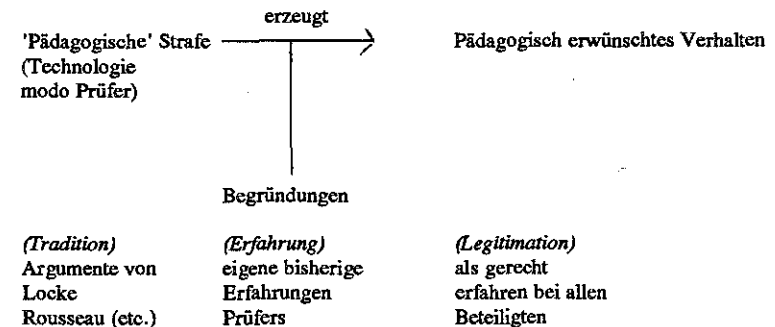 erzeugt
'Pädagogische' Strafe Pädagogisch erwünschtes Verhalten
(Technologie
modo Prüfer)
Begründungen
(Tradition) (Erfahrung) (Legitimation)
Argumente von eigene bisherige als gerecht
Locke Erfahrungen erfahren bei allen
Rousseau (etc.) Prüfers Beteiligten